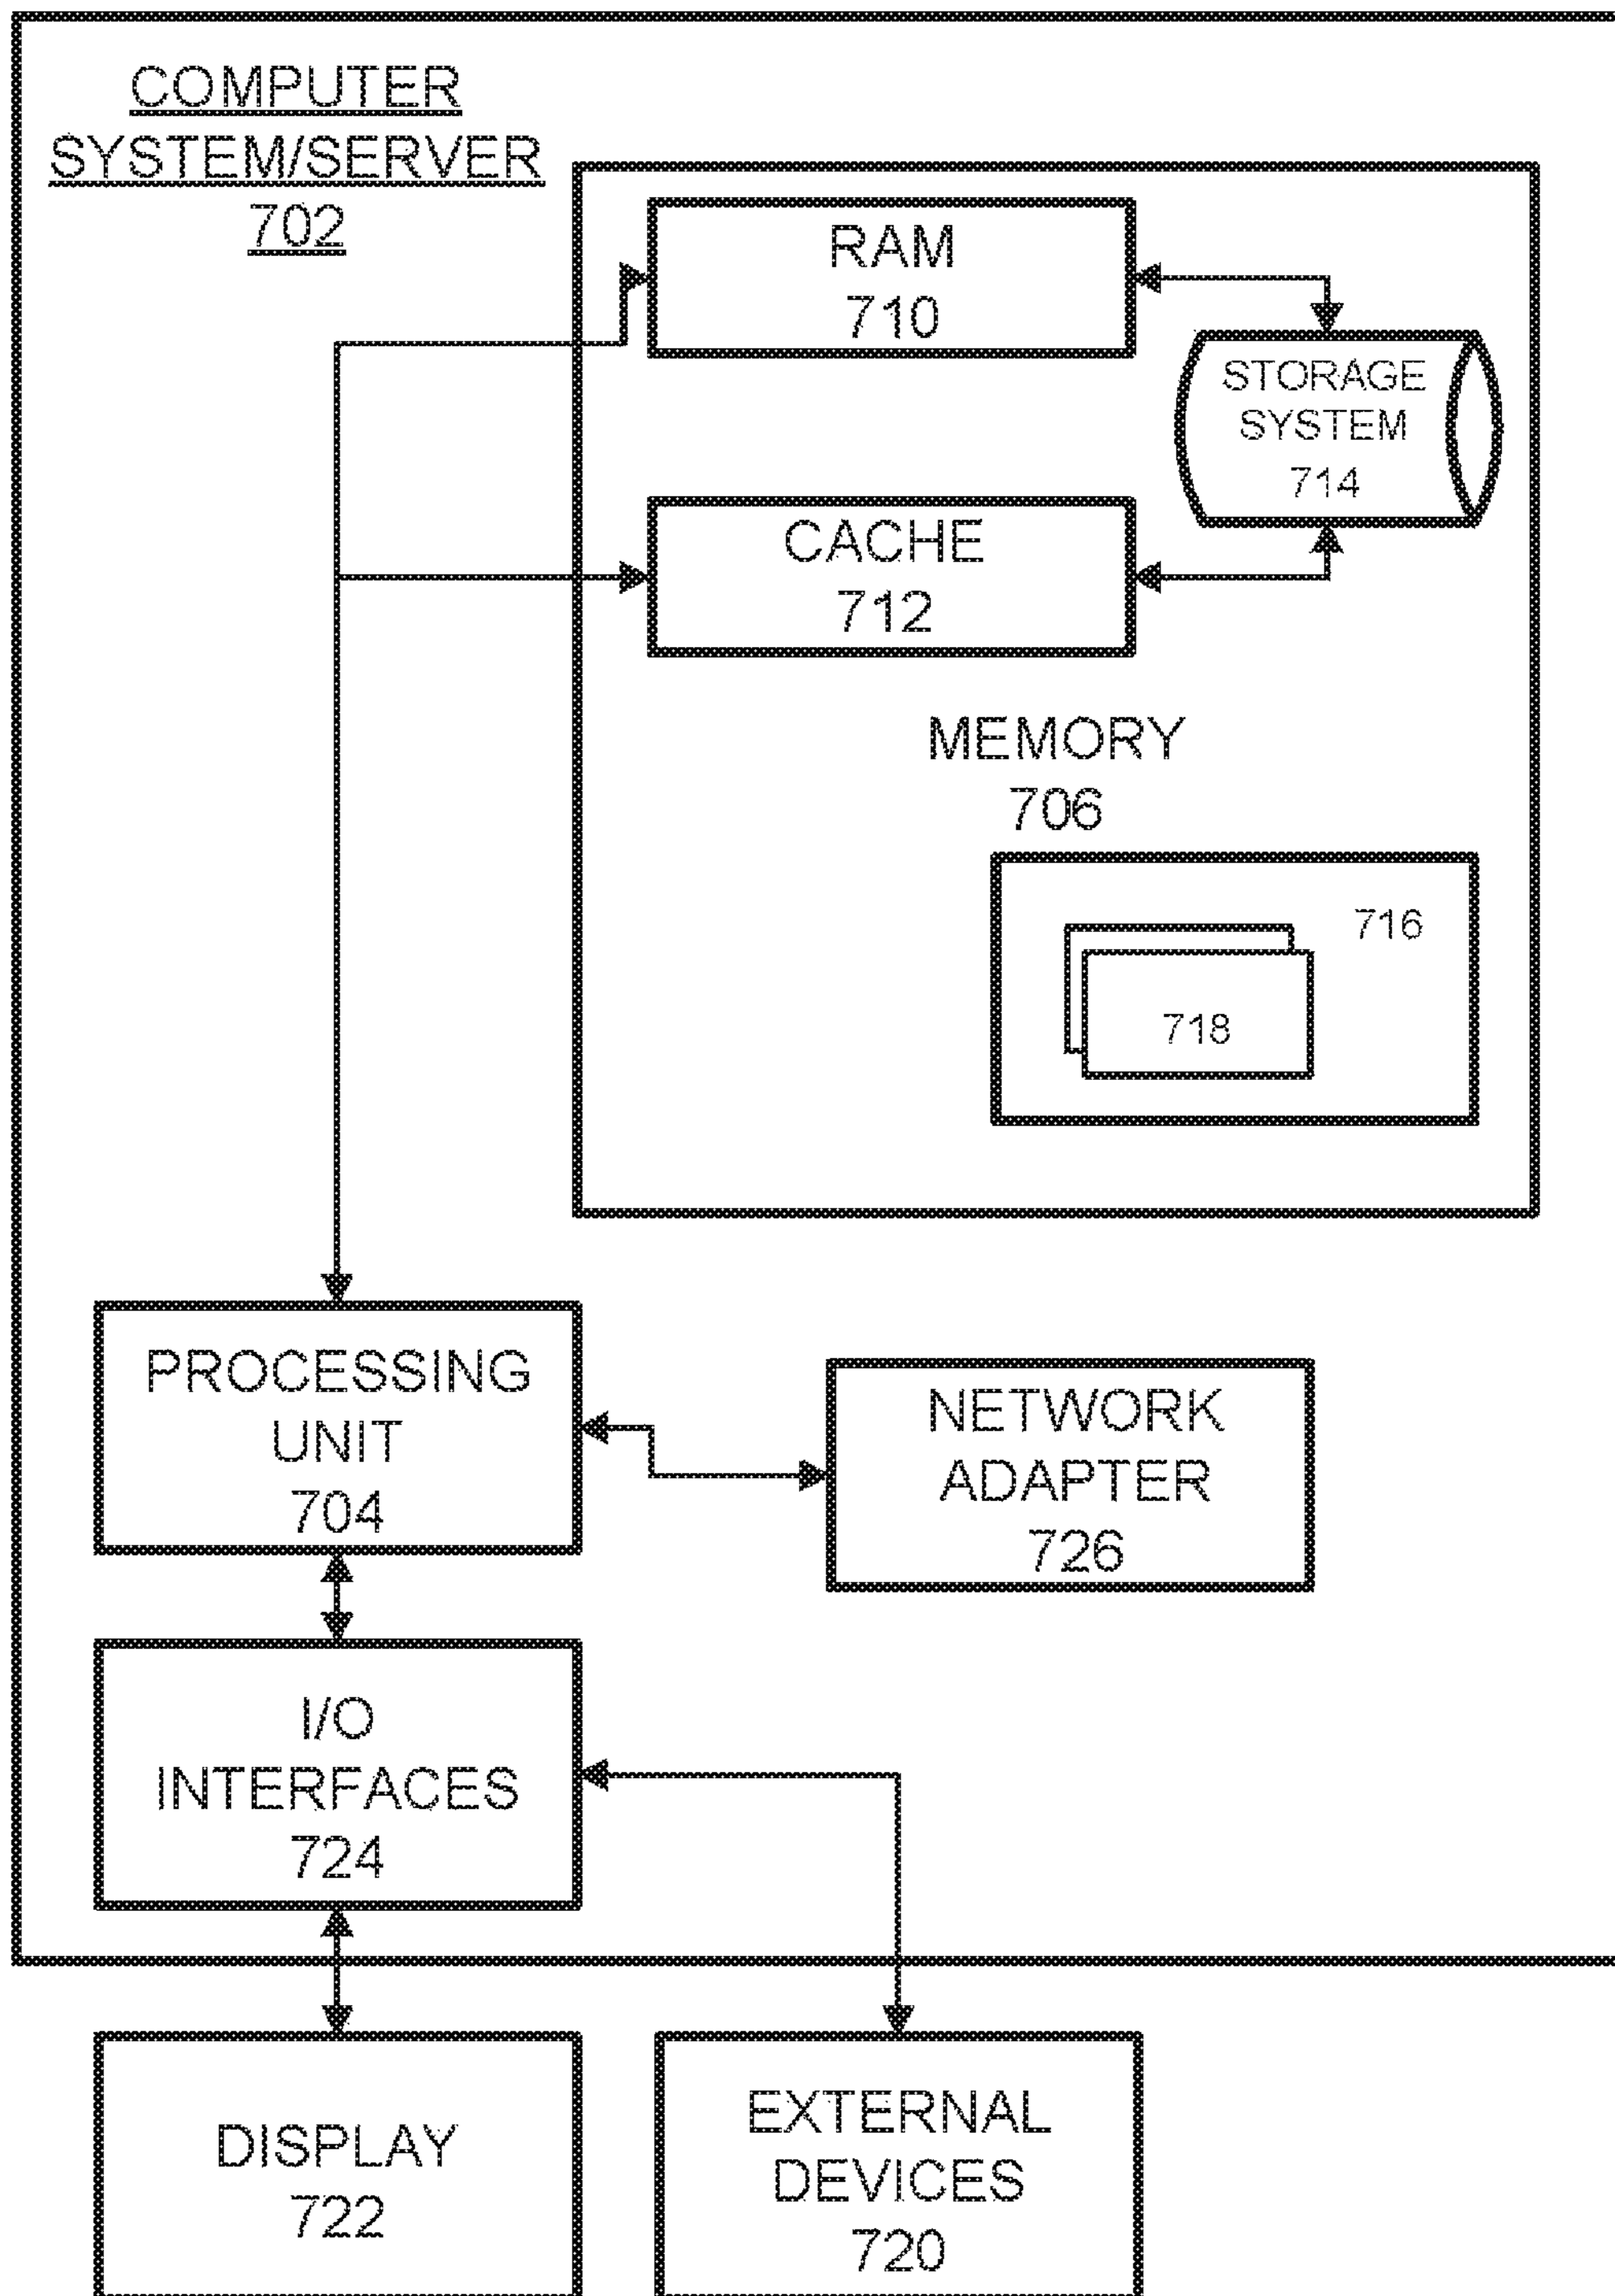 COMPUTER
SYSTEM/SERVER
702
RAM
710
STORAGE
SYSTEM
714
CACHE
712
MEMORY
706
716
718
PROCESSING
UNIT
704
NETWORK
ADAPTER
726
I/O
INTERFACES
724
DISPLAY
722
EXTERNAL
DEVICES
720